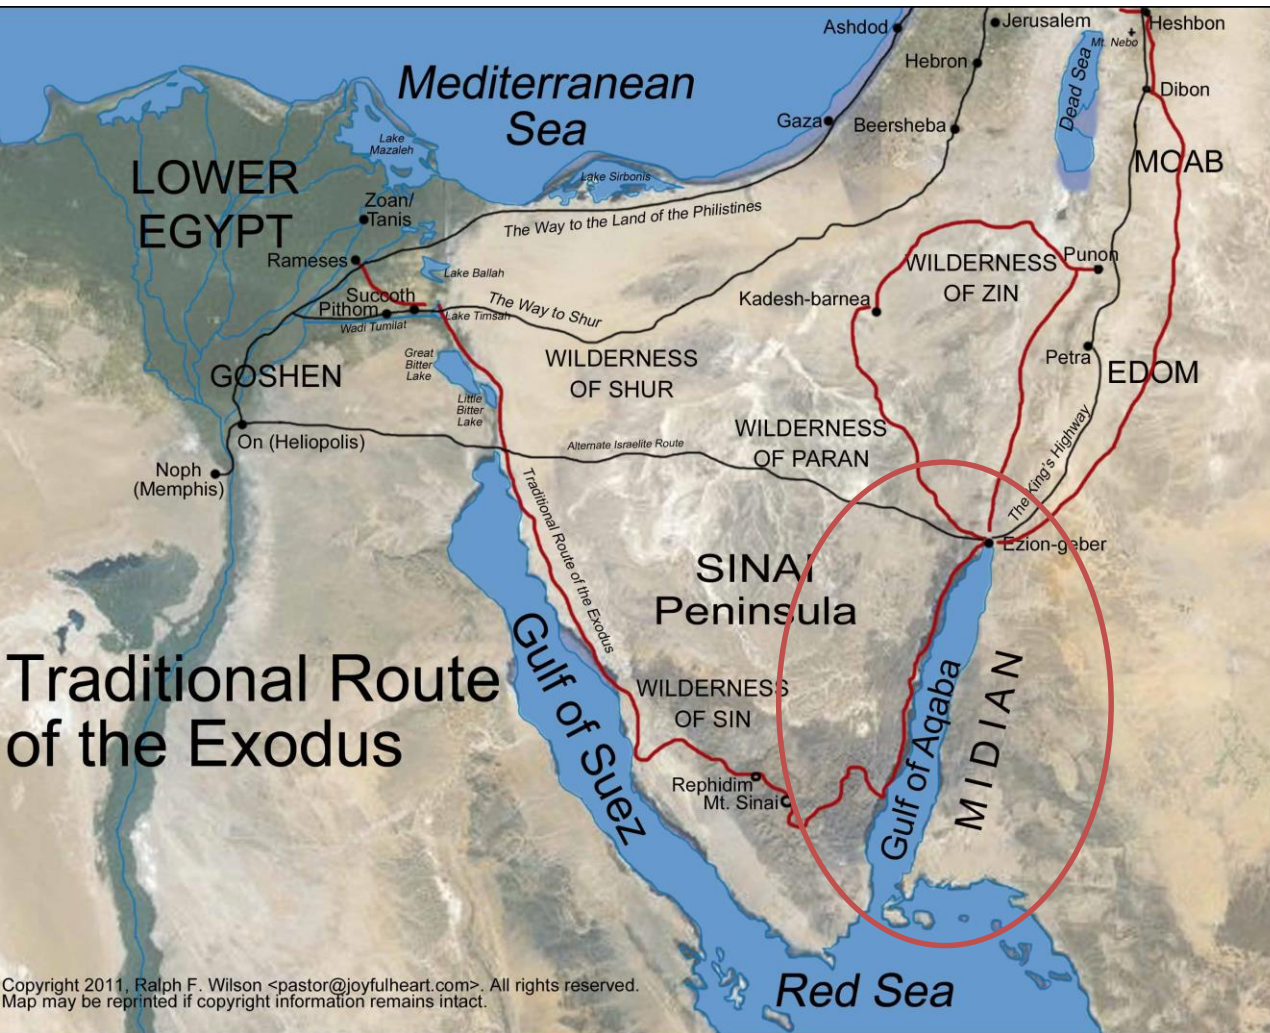 Ashdod
Jerusalem
Heshbon
Mt. Nebo
Hebron
Dead Sea
Dibon
Mediterranean
Sea
Gaza
Beersheba
Lake
Mazaleh
LOWER
EGYPT
Lake Sirbonis
MOAB
Zoan/
Tanis
The Way to the Land of the Philistines
Rameses
Lake Ballah
WILDERNESS
OF ZIN
Punon
Succoth
Pithom
Wadi Tumilat
Lake Timsah
The Way to Shur
Kadesh-barnea
Great
Bitter
Lake
WILDERNESS
OF SHUR
Petra
EDOM
GOSHEN
Little
Bitter
Lake
On (Heliopolis)
Alternate Israelite Route
WILDERNESS
OF PARAN
The King's Highway
Noph
(Memphis)
Traditional Route of the Exodus
Ezion-geber
SINAI
Peninsula
Traditional Route
of the Exodus
Gulf of Suez
WILDERNESS
OF SIN
Gulf of Aqaba
MIDIAN
Rephidim
Mt. Sinai
Red Sea
Copyright 2011, Ralph F. Wilson <pastor@joyfulheart.com>. All rights reserved.
Map may be reprinted if copyright information remains intact.